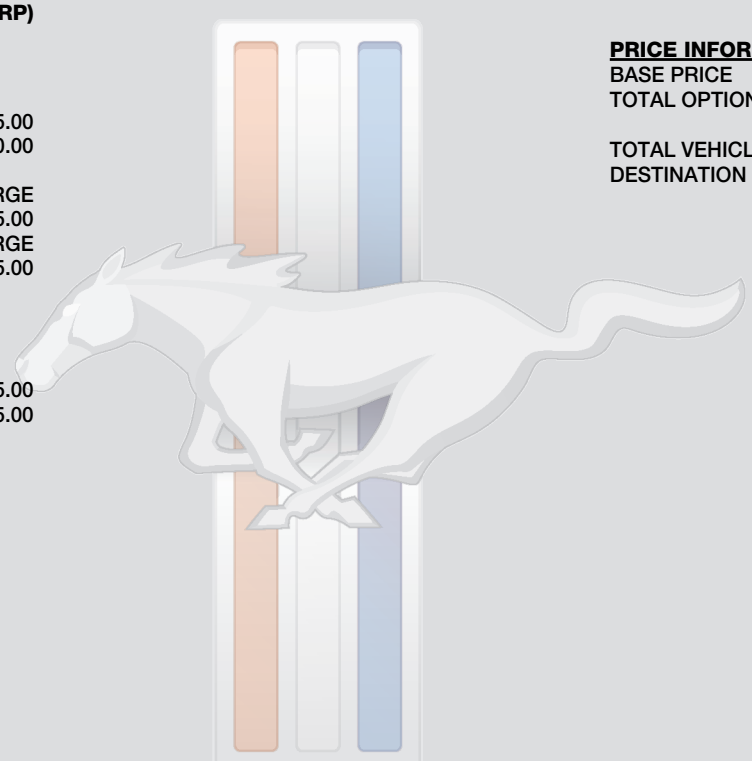 RP)
5.00
0.00
RGE
5.00
RGE
5.00
5.00
5.00
PRICE INFOR
BASE PRICE
TOTAL OPTION
TOTAL VEHICL
DESTINATION